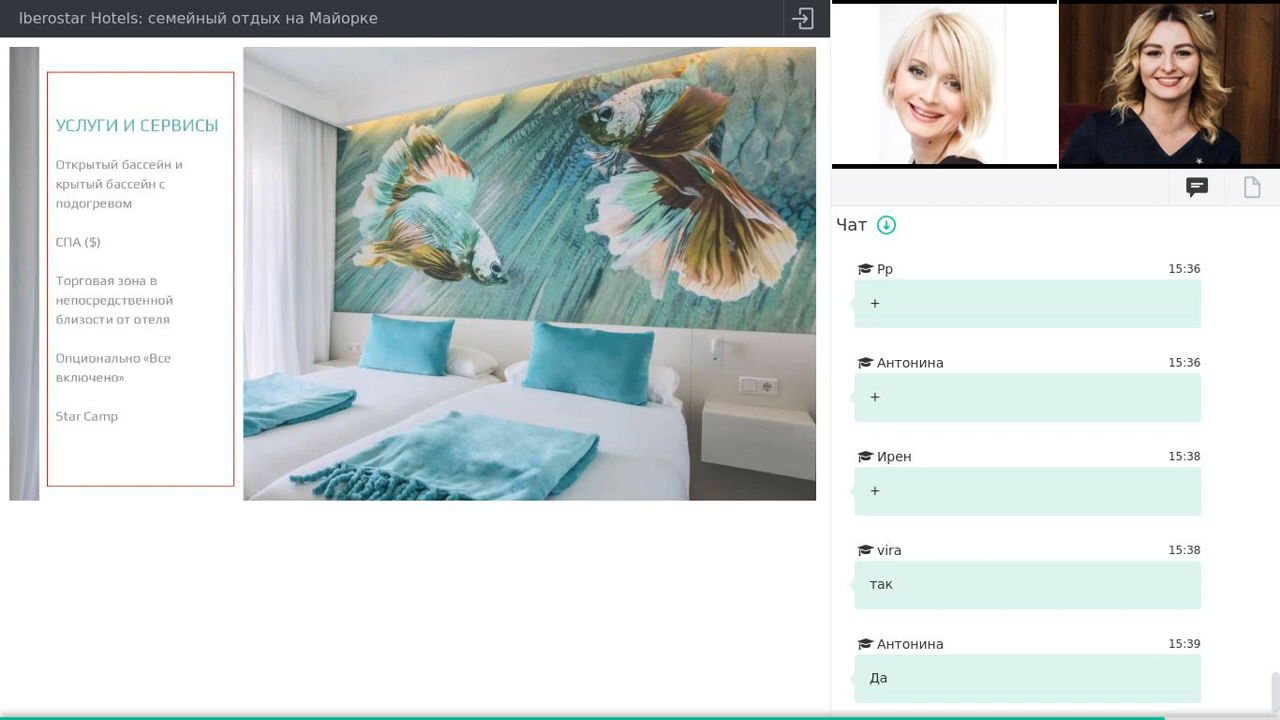 Iberostar Hotels: семейный отдых на Майорке
УСЛУГИ И СЕРВИСЫ
Открытый бассейн и
крытый бассейн с
подогревом
СПА ($)
Торговая зона в
непосредственной
близости от отеля
Опционально «Все
включено»
Star Camp
Чат
Рр 15:36
+
Антонина 15:36
+
Ирен 15:38
+
vira 15:38
так
Антонина 15:39
Да